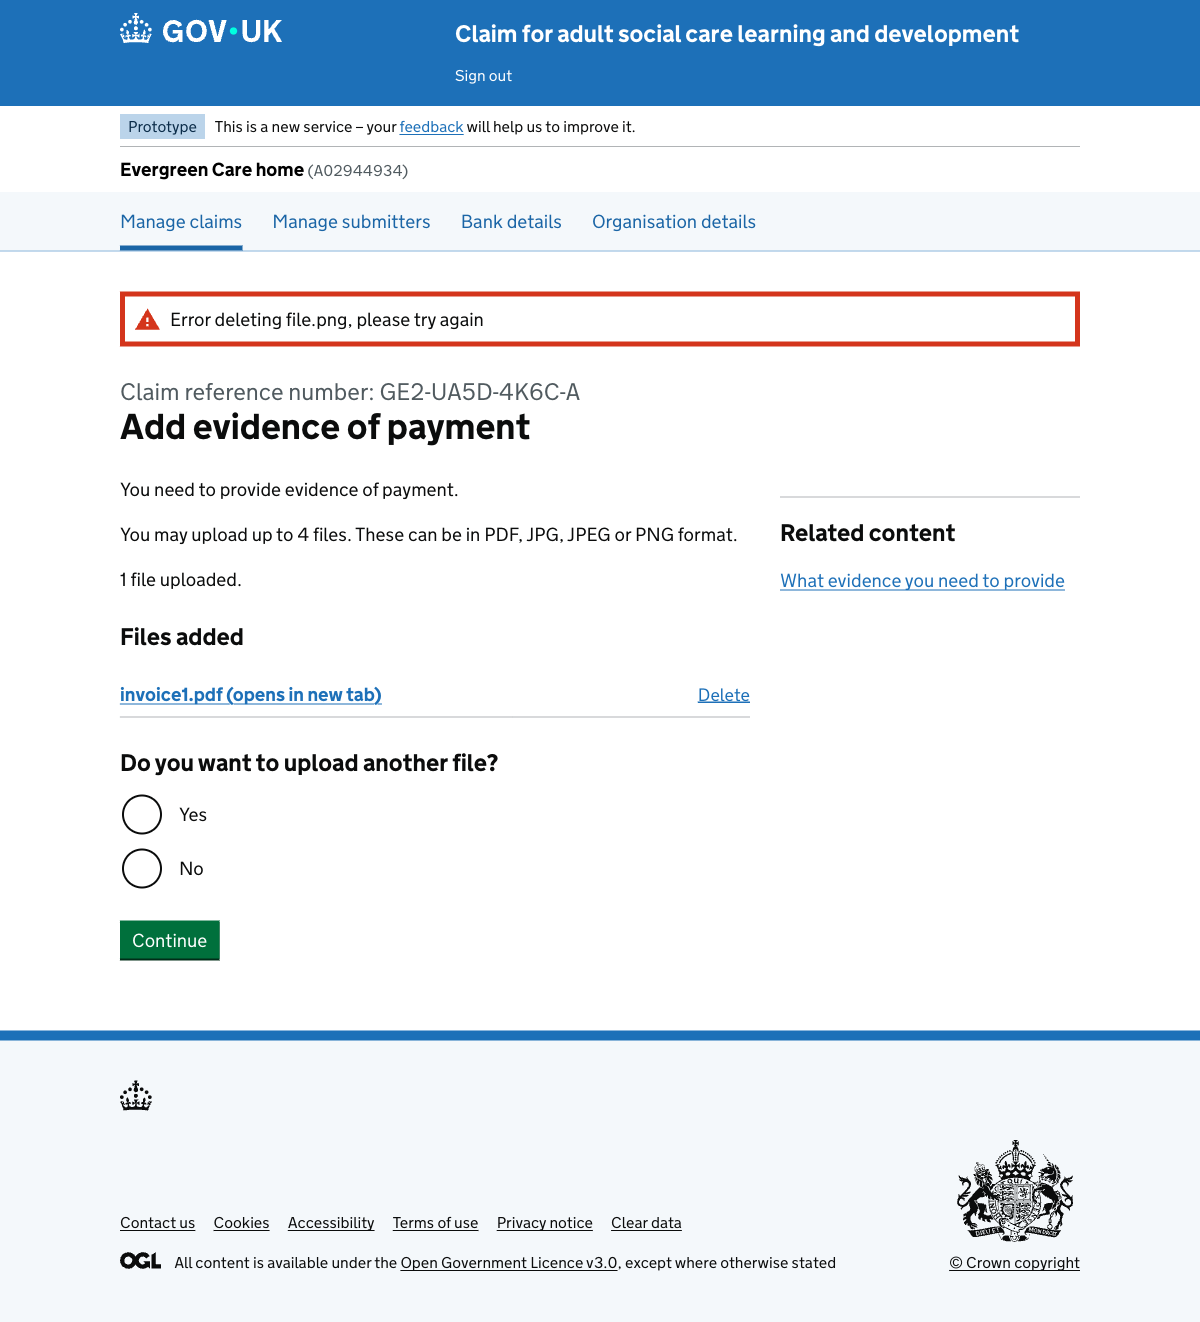 GOV•UK
Claim for adult social care learning and development
Sign out
Prototype This is a new service – your feedback will help us to improve it.
Evergreen Care home (A02944934)
Manage claims Manage submitters Bank details Organisation details
Error deleting file.png, please try again
Claim reference number: GE2-UA5D-4K6C-A
Add evidence of payment
You need to provide evidence of payment.
You may upload up to 4 files. These can be in PDF, JPG, JPEG or PNG format.
1 file uploaded.
Files added
invoice1.pdf (opens in new tab) Delete
Do you want to upload another file?
Yes
No
Continue
Related content
What evidence you need to provide
Contact us Cookies Accessibility Terms of use Privacy notice Clear data
OGL All content is available under the Open Government Licence v3.0, except where otherwise stated
© Crown copyright